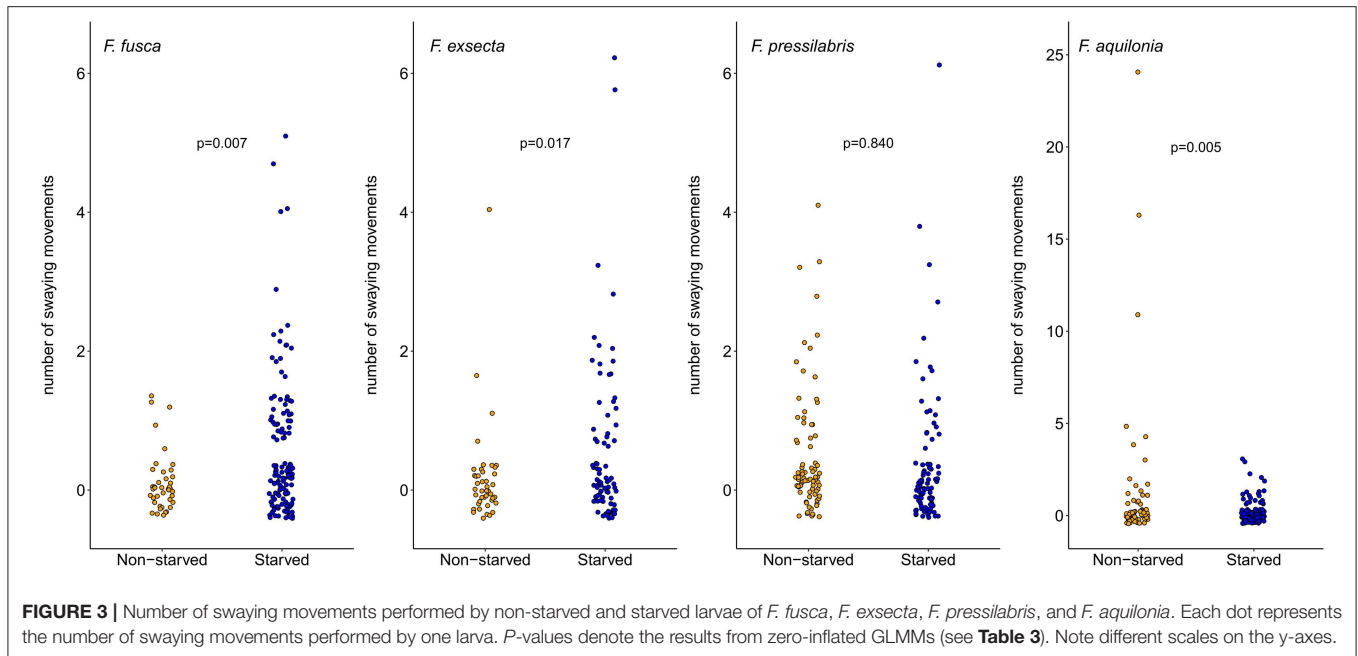 F. fusca
number of swaying movements
6
4
2
0
p=0.007
Non-starved Starved
F. exsecta
number of swaying movements
6
4
2
0
p=0.017
Non-starved Starved
F. pressilabris
number of swaying movements
6
4
2
0
p=0.840
Non-starved Starved
F. aquilonia
number of swaying movements
25
20
15
10
5
0
p=0.005
Non-starved Starved
FIGURE 3 | Number of swaying movements performed by non-starved and starved larvae of F. fusca, F. exsecta, F. pressilabris, and F. aquilonia. Each dot represents
the number of swaying movements performed by one larva. P-values denote the results from zero-inflated GLMMs (see Table 3). Note different scales on the y-axes.